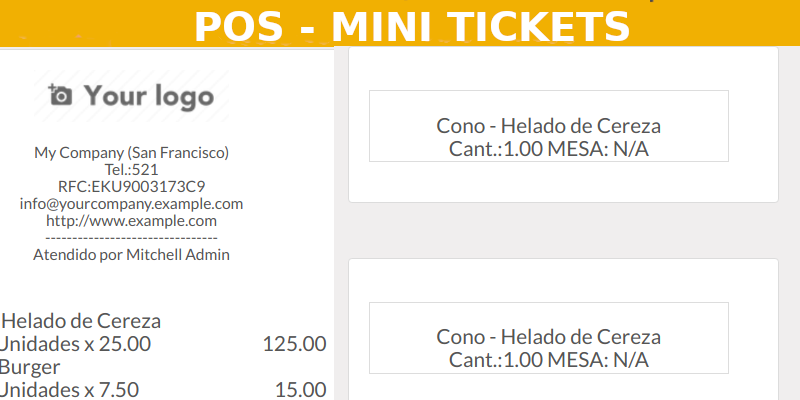 POS - MINI TICKETS
Your logo
My Company (San Francisco)
Tel.:521
RFC:EKU9003173C9
info@yourcompany.example.com
http://www.example.com
--------------------------------
Atendido por Mitchell Admin
Helado de Cereza
Unidades x 25.00 125.00
Burger
Unidades x 7.50 15.00
Cono - Helado de Cereza
Cant.:1.00 MESA: N/A
Cono - Helado de Cereza
Cant.:1.00 MESA: N/A